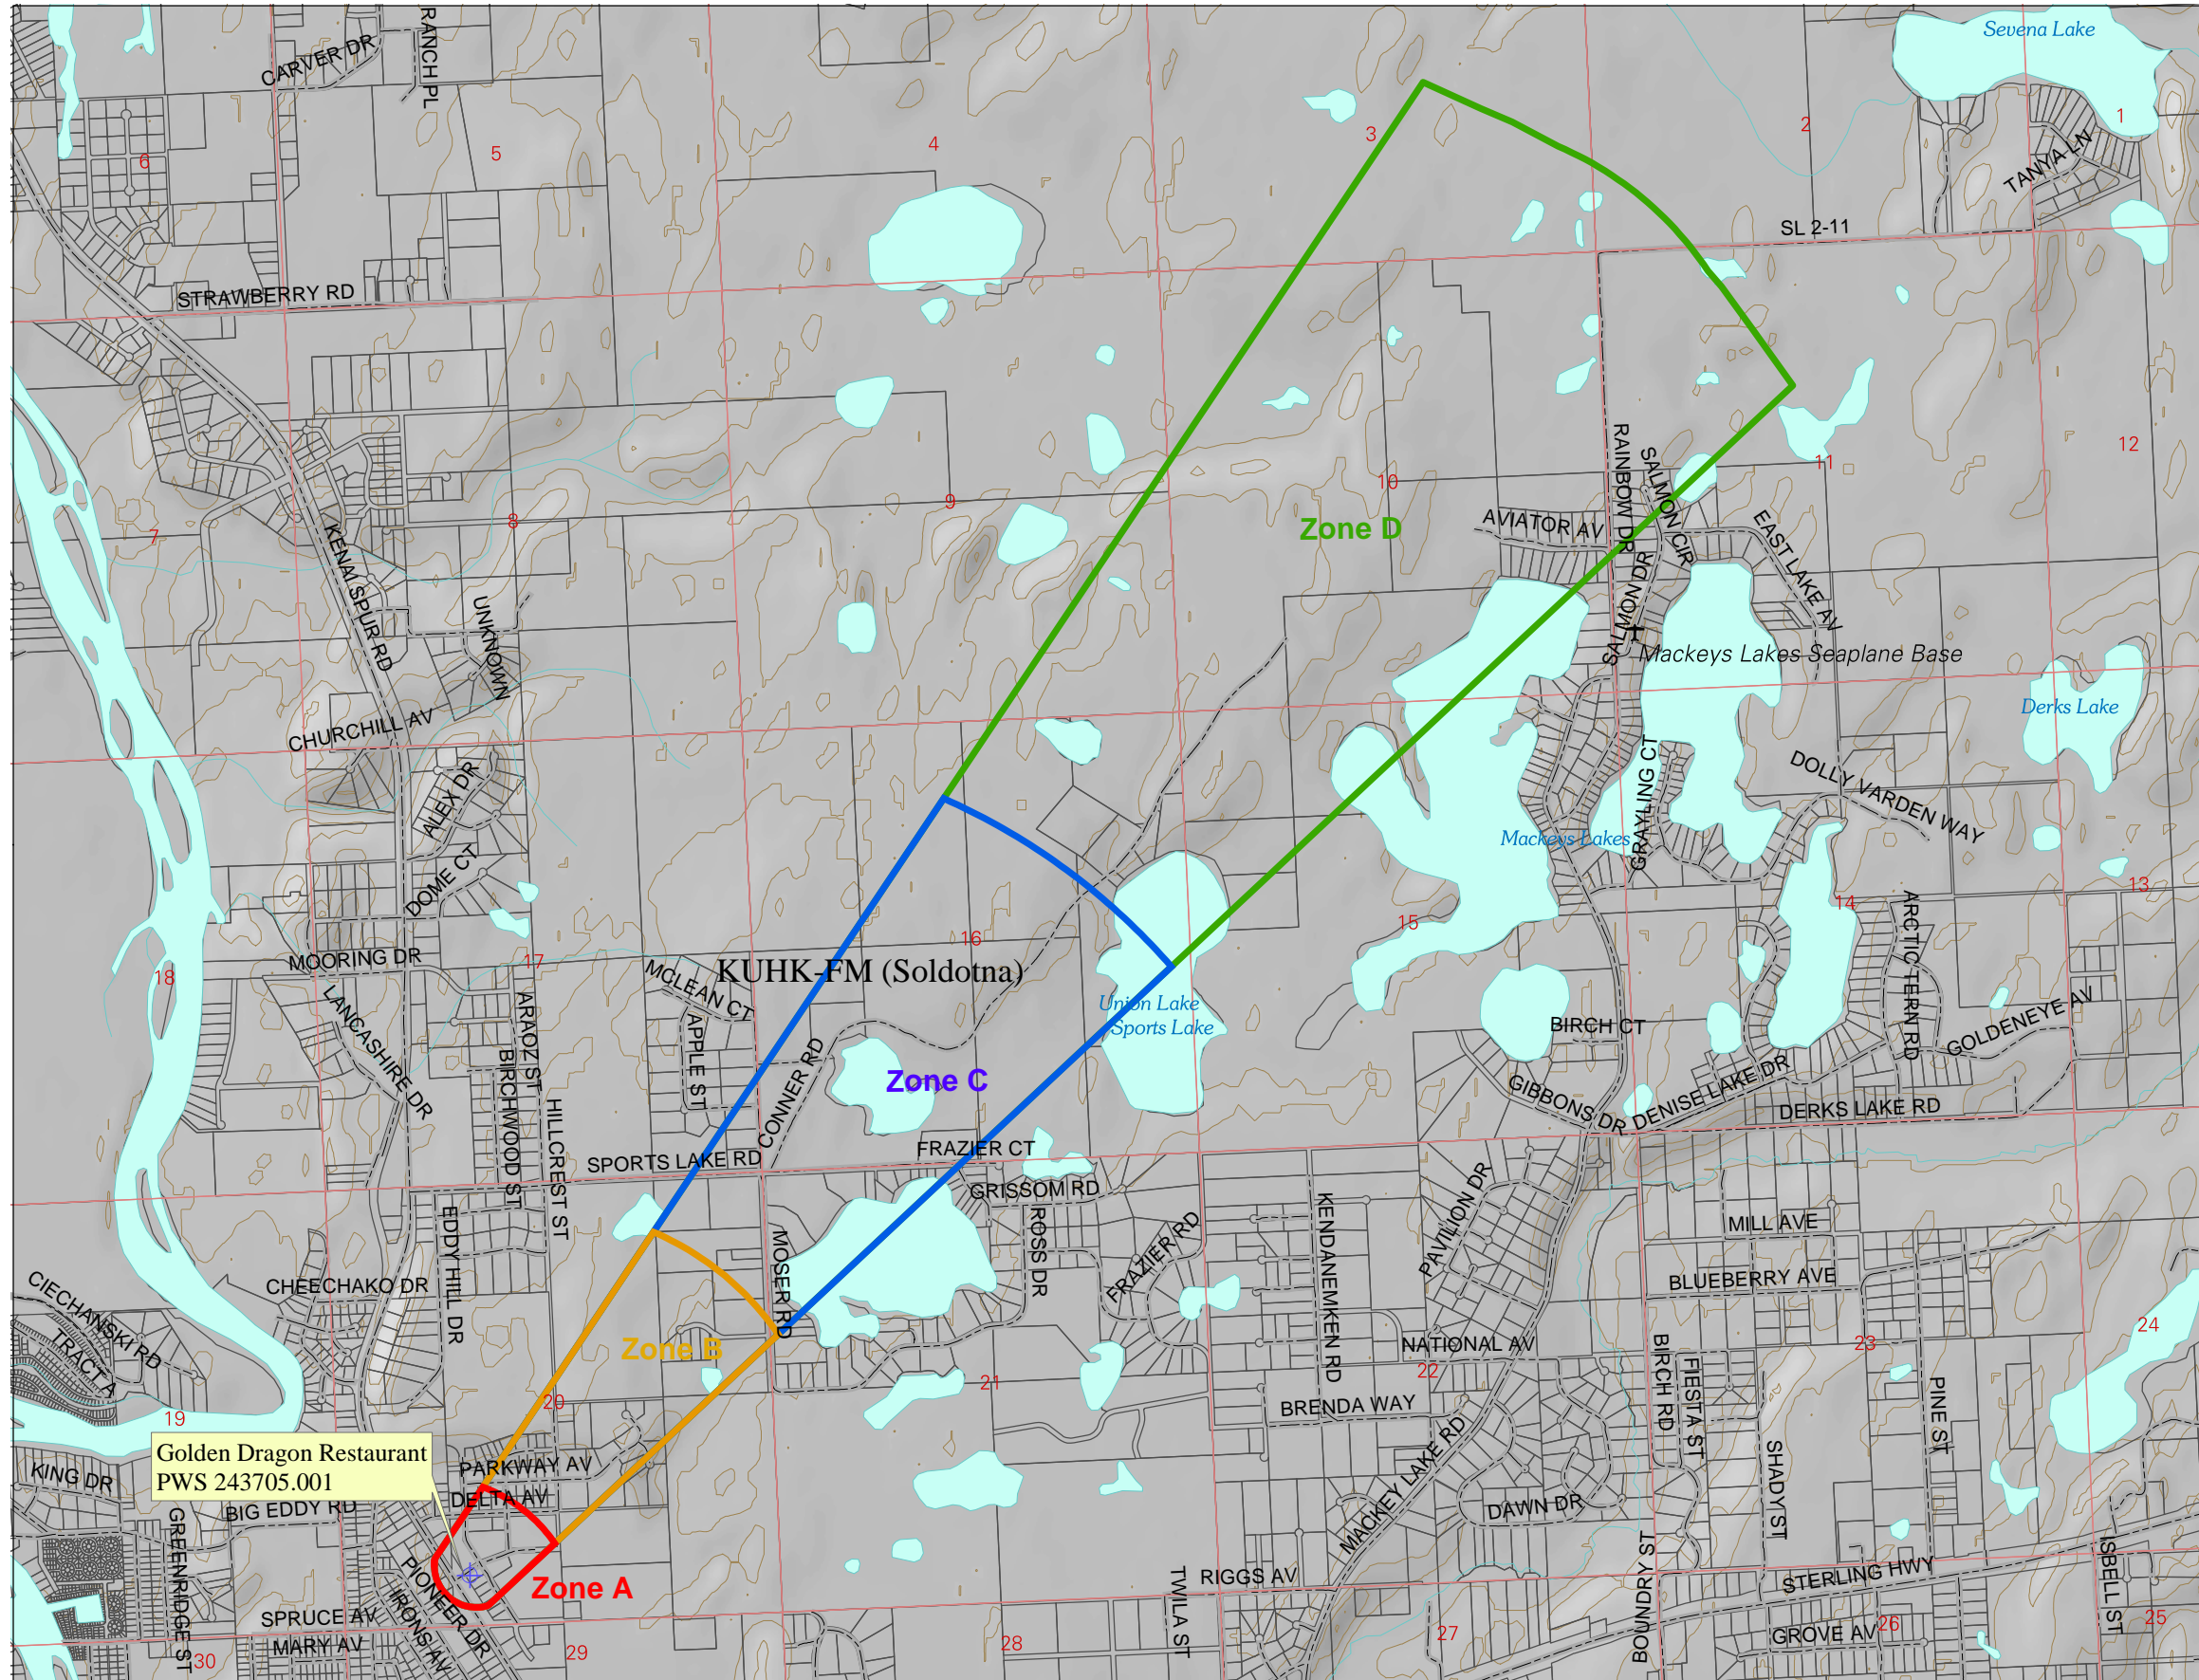 Sevena Lake
CARVER DR
RANCH PL
1
2
3
4
5
6
TANYA LN
SL 2-11
STRAWBERRY RD
12
11
10
9
8
7
RAINBOW DR
SALMON CIR
AVIATOR AV
EAST LAKE AV
Zone D
KENAI SPUR RD
UNKNOWN
SALMON DR
Mackeys Lakes Seaplane Base
Derks Lake
CHURCHILL AV
ALEX DR
GRAYLING CT
DOLLY VARDEN WAY
Mackeys Lakes
DOME CT
13
14
15
16
17
18
ARCTIC TERN RD
MOORING DR
KUHK-FM (Soldotna)
MCLEAN CT
LANCASHIRE DR
ARAOZ ST
APPLE ST
Union Lake
Sports Lake
BIRCH CT
GOLDENEYE AV
BIRCHWOOD ST
CONNER RD
Zone C
GIBBONS DR
DENISE LAKE DR
DERKS LAKE RD
HILLCREST ST
FRAZIER CT
SPORTS LAKE RD
GRISSOM RD
EDDY HILL DR
ROSS DR
FRAZIER RD
KENDANEMKEN RD
PAVILION DR
MILL AVE
MOSER RD
CHEECHAKO DR
BLUEBERRY AVE
CIECHANSKI RD
TRACT A
Zone B
NATIONAL AV
BIRCH RD
FIESTA ST
24
23
22
21
20
19
BRENDA WAY
PINE ST
Golden Dragon Restaurant
PWS 243705.001
KING DR
PARKWAY AV
DELTA AV
BIG EDDY RD
MACKEY LAKE RD
DAWN DR
SHADY ST
GREENRIDGE ST
PIONEER DR
IRONS AV
Zone A
TWILA ST
RIGGS AV
BOUNDRY ST
STERLING HWY
ISBELL ST
SPRUCE AV
MARY AV
GROVE AV
30
29
28
27
26
25